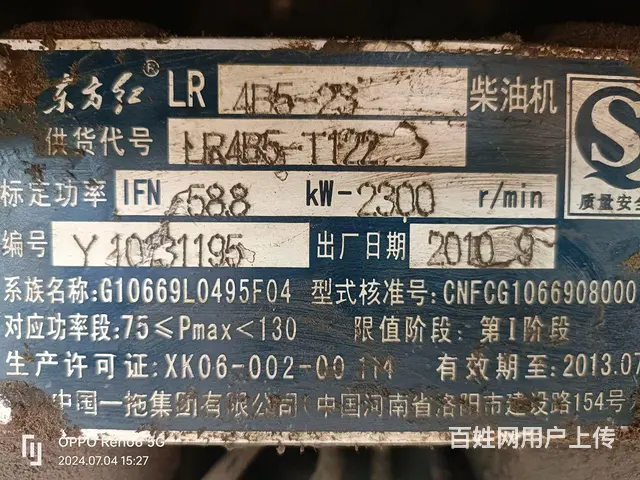 东方红® LR 4B5-23 柴油机
供货代号 LR4B5-T122
标定功率 IFN 58.8 kW-2300 r/min
编号 Y 出厂日期 2010 9
质量安全
系族名称:G10669L0495F04 型式核准号:CNFCG1066908000
对应功率段:75≤Pmax<130 限值阶段:第Ⅰ阶段
生产许可证:XK06-002-00 有效期至:2013.07
中国一拖集团有限公司(中国河南省洛阳市建设路154号
OPPO Reno8 5G
2024.07.04 15:27
百姓网用户上传